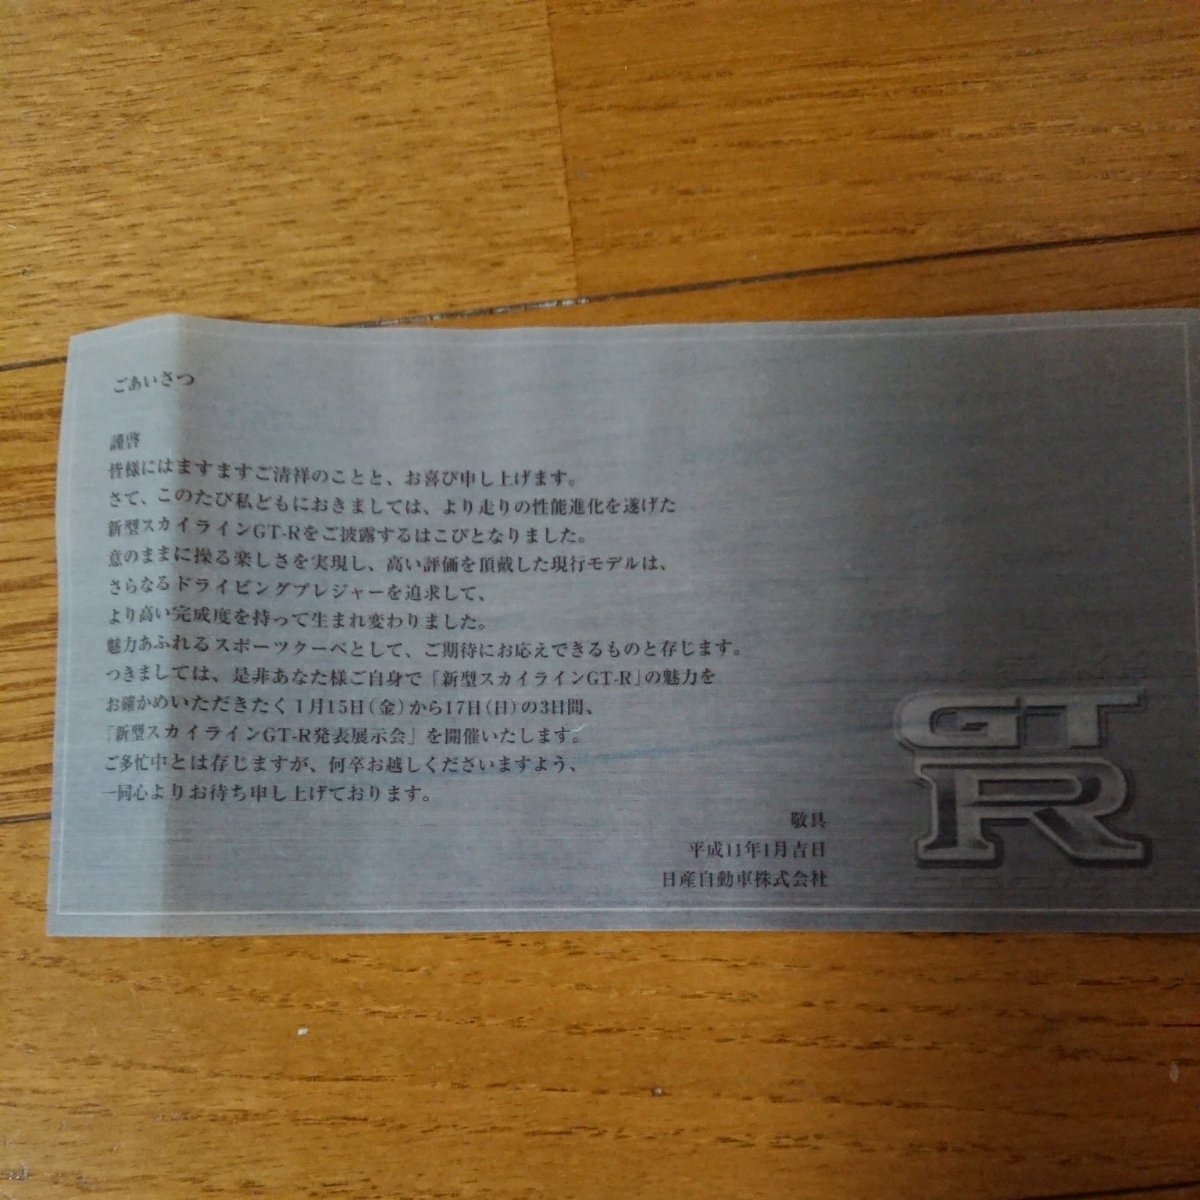 ごあいさつ
謹啓
皆様にはますますご清祥のことと、お喜び申し上げます。
さて、このたび私どもにおきましては、より走りの性能進化を遂げた
新型スカイラインGT-Rをご披露するはこびとなりました。
意のままに操る楽しさを実現し、高い評価を頂戴した現行モデルは、
さらなるドライビングプレジャーを追求して、
より高い完成度を持って生まれ変わりました。
魅力あふれるスポーツクーペとして、ご期待にお応えできるものと存じます。
つきましては、是非あなた様ご自身で「新型スカイラインGT-R」の魅力を
お確かめいただきたく1月15日（金）から17日（日）の3日間、
「新型スカイラインGT-R発表展示会」を開催いたします。
ご多忙中とは存じますが、何卒お越しくださいますよう、
一同心よりお待ち申し上げております。
敬具
平成11年1月吉日
日産自動車株式会社
GT
R